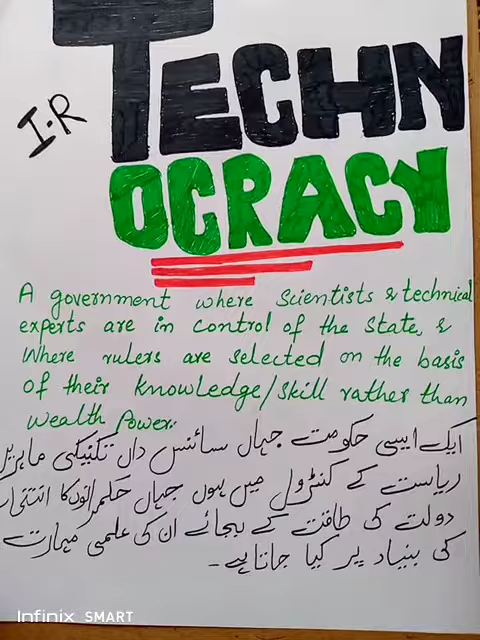 TECHN
I.R
OCRACY
A government where Scientists & technical
experts are in control of the State, &
Where rulers are selected on the basis
of their knowledge/skill rather than
wealth Power.
ایک ایسی حکومت جہاں سائنس داں تکنیکی ماہرین
ریاست کے کنٹرول میں ہوں جہاں حکمرانوں کا انتخاب
دولت کی طاقت کے بجائے ان کی علمی مہارت
کی بنیاد پر کیا جاتا ہے۔
Infinix SMART